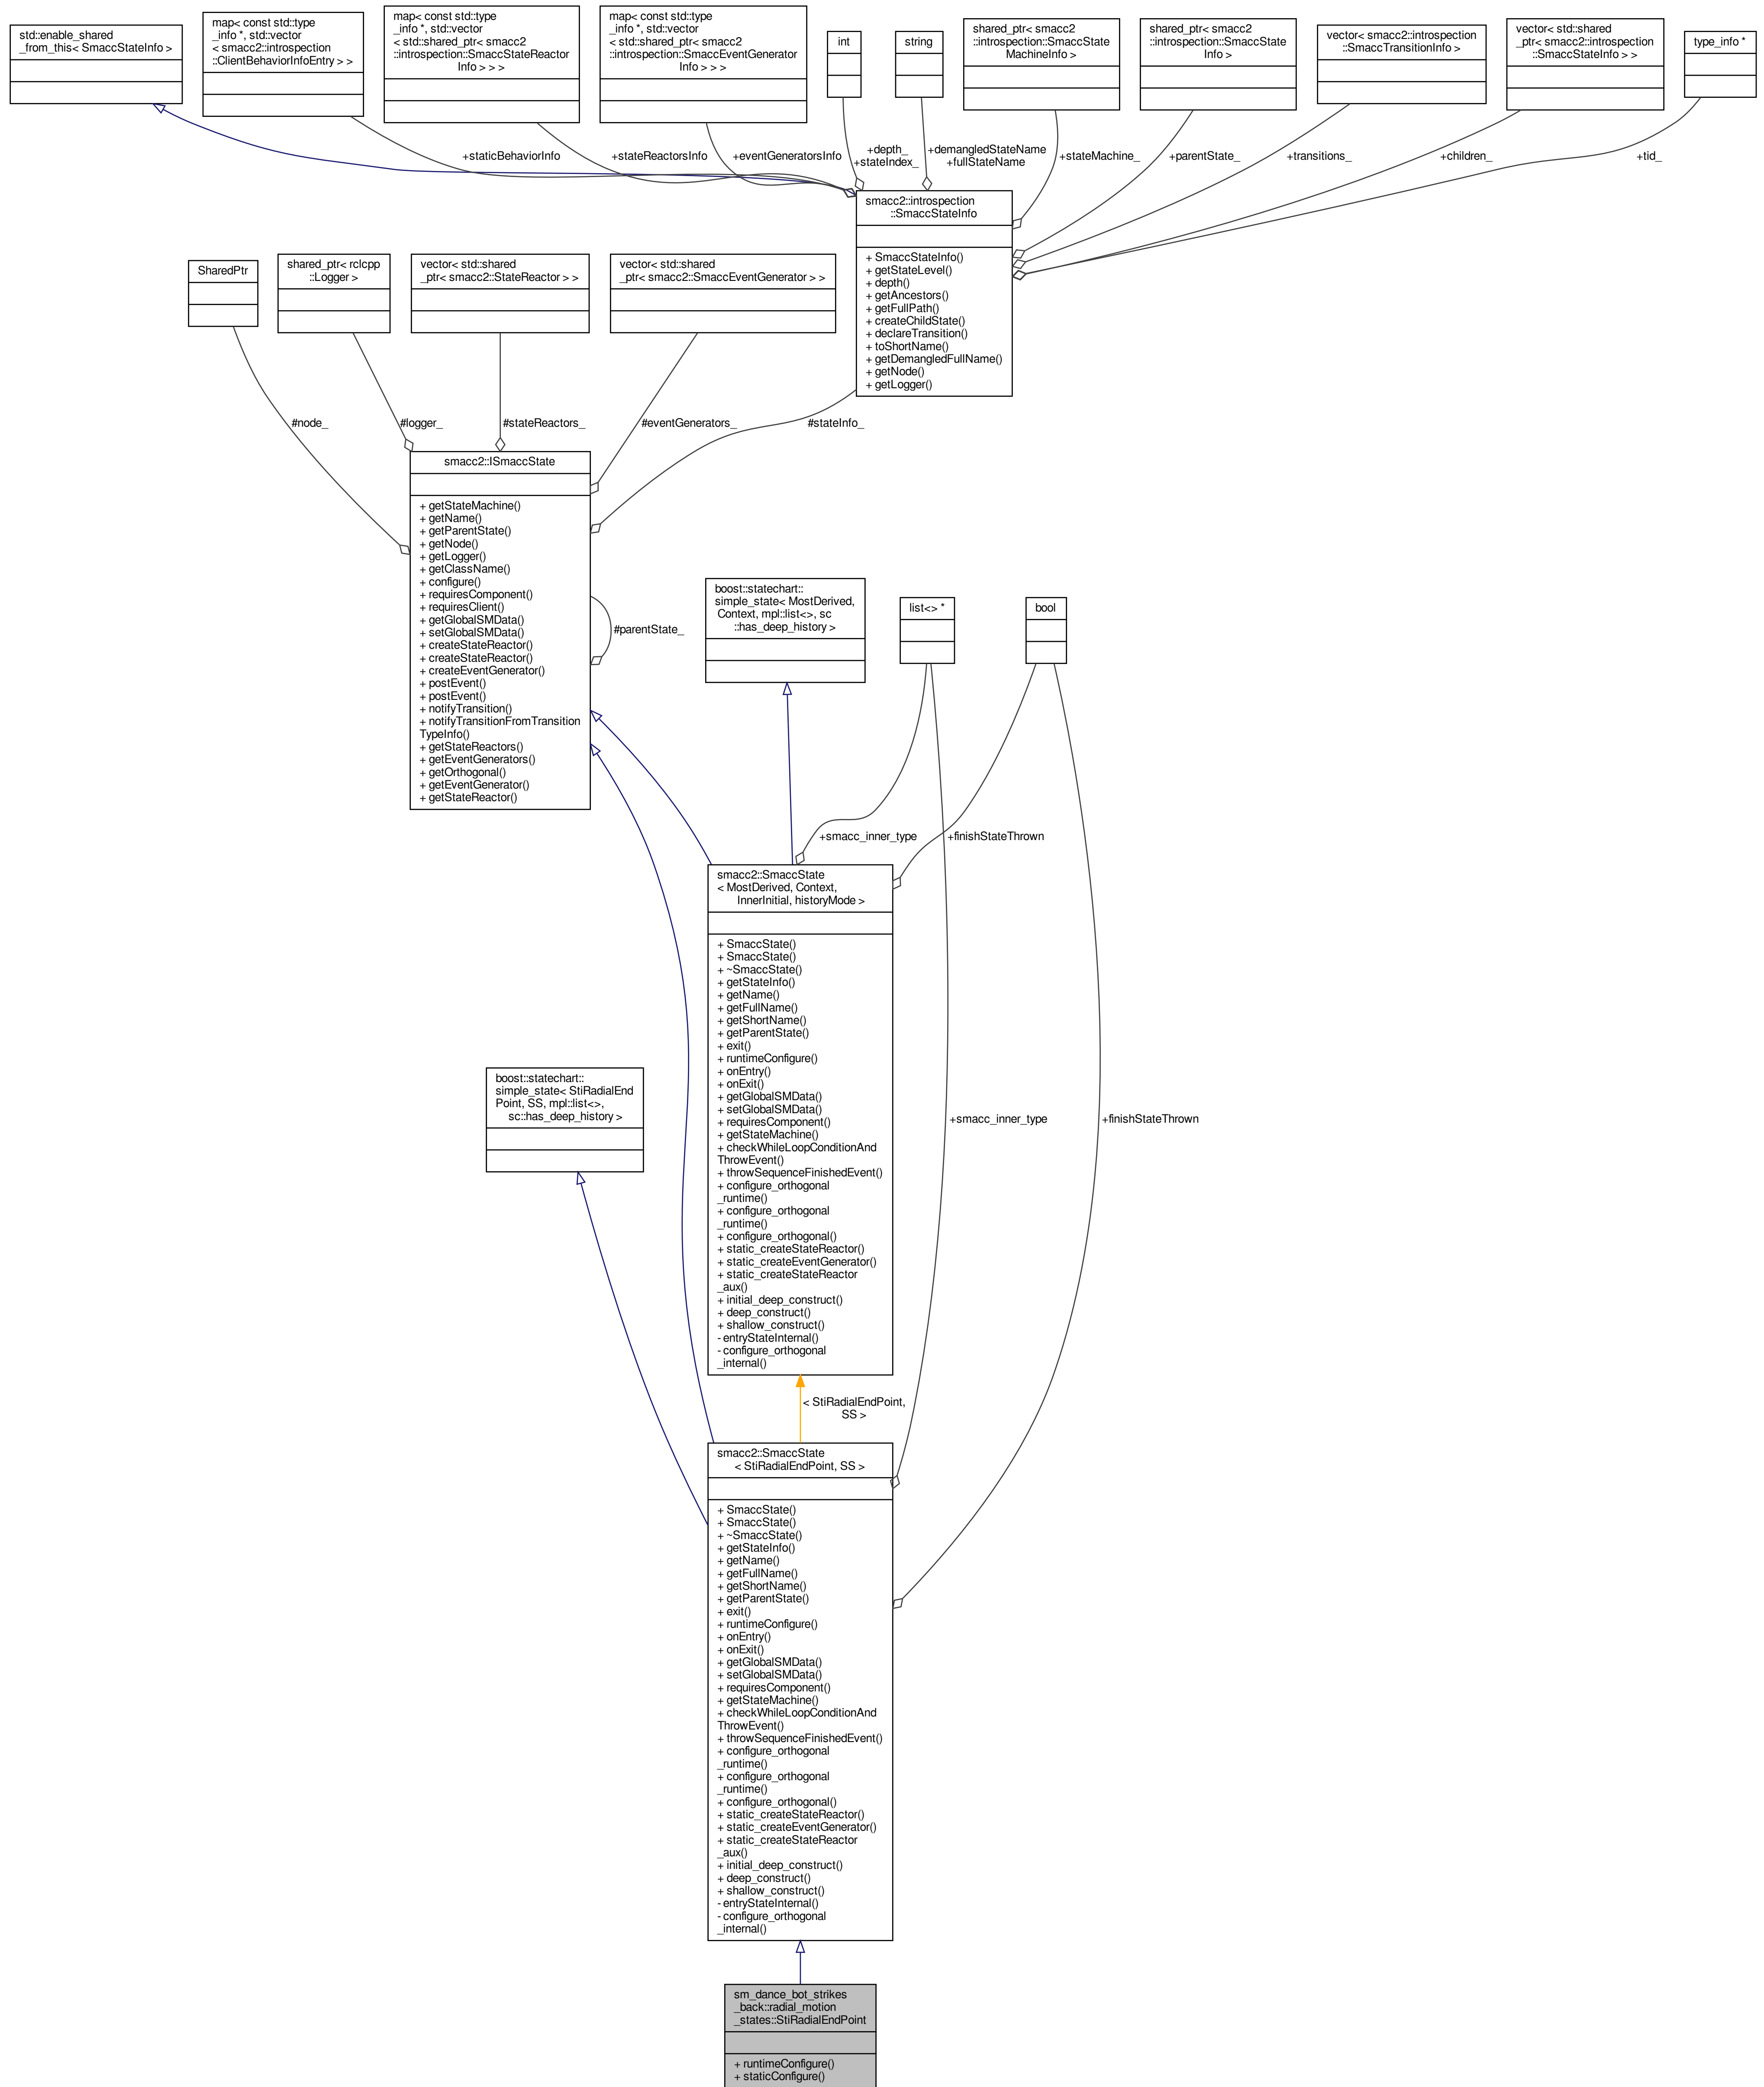 std::enable_shared
_from_this< SmaccStateInfo >
map< const std::type
_info *, std::vector
< smacc2::introspection
::ClientBehaviorInfoEntry > >
map< const std::type
_info *, std::vector
< std::shared_ptr< smacc2
::introspection::SmaccStateReactor
Info > > >
map< const std::type
_info *, std::vector
< std::shared_ptr< smacc2
::introspection::SmaccEventGenerator
Info > > >
int
string
shared_ptr< smacc2
::introspection::SmaccState
MachineInfo >
shared_ptr< smacc2
::introspection::SmaccState
Info >
vector< smacc2::introspection
::SmaccTransitionInfo >
vector< std::shared
_ptr< smacc2::introspection
::SmaccStateInfo > >
type_info *
+staticBehaviorInfo
+stateReactorsInfo
+eventGeneratorsInfo
+depth_
+stateIndex_
+demangledStateName
+fullStateName
+stateMachine_
+parentState_
+transitions_
+children_
+tid_
smacc2::introspection
::SmaccStateInfo
+ SmaccStateInfo()
+ getStateLevel()
+ depth()
+ getAncestors()
+ getFullPath()
+ createChildState()
+ declareTransition()
+ toShortName()
+ getDemangledFullName()
+ getNode()
+ getLogger()
SharedPtr
shared_ptr< rclcpp
::Logger >
vector< std::shared
_ptr< smacc2::StateReactor > >
vector< std::shared
_ptr< smacc2::SmaccEventGenerator > >
#node_
#logger_
#stateReactors_
#eventGenerators_
#stateInfo_
smacc2::ISmaccState
+ getStateMachine()
+ getName()
+ getParentState()
+ getNode()
+ getLogger()
+ getClassName()
+ configure()
+ requiresComponent()
+ requiresClient()
+ getGlobalSMData()
+ setGlobalSMData()
+ createStateReactor()
+ createStateReactor()
+ createEventGenerator()
+ postEvent()
+ postEvent()
+ notifyTransition()
+ notifyTransitionFromTransition
TypeInfo()
+ getStateReactors()
+ getEventGenerators()
+ getOrthogonal()
+ getEventGenerator()
+ getStateReactor()
#parentState_
boost::statechart::
simple_state< MostDerived,
Context, mpl::list<>, sc
::has_deep_history >
list<> *
bool
+smacc_inner_type
+finishStateThrown
smacc2::SmaccState
< MostDerived, Context,
InnerInitial, historyMode >
+ SmaccState()
+ SmaccState()
+ ~SmaccState()
+ getStateInfo()
+ getName()
+ getFullName()
+ getShortName()
+ getParentState()
+ exit()
+ runtimeConfigure()
+ onEntry()
+ onExit()
+ getGlobalSMData()
+ setGlobalSMData()
+ requiresComponent()
+ getStateMachine()
+ checkWhileLoopConditionAnd
ThrowEvent()
+ throwSequenceFinishedEvent()
+ configure_orthogonal
_runtime()
+ configure_orthogonal
_runtime()
+ configure_orthogonal()
+ static_createStateReactor()
+ static_createEventGenerator()
+ static_createStateReactor
_aux()
+ initial_deep_construct()
+ deep_construct()
+ shallow_construct()
- entryStateInternal()
- configure_orthogonal
_internal()
boost::statechart::
simple_state< StiRadialEnd
Point, SS, mpl::list<>,
sc::has_deep_history >
+smacc_inner_type
+finishStateThrown
< StiRadialEndPoint,
SS >
smacc2::SmaccState
< StiRadialEndPoint, SS >
+ SmaccState()
+ SmaccState()
+ ~SmaccState()
+ getStateInfo()
+ getName()
+ getFullName()
+ getShortName()
+ getParentState()
+ exit()
+ runtimeConfigure()
+ onEntry()
+ onExit()
+ getGlobalSMData()
+ setGlobalSMData()
+ requiresComponent()
+ getStateMachine()
+ checkWhileLoopConditionAnd
ThrowEvent()
+ throwSequenceFinishedEvent()
+ configure_orthogonal
_runtime()
+ configure_orthogonal
_runtime()
+ configure_orthogonal()
+ static_createStateReactor()
+ static_createEventGenerator()
+ static_createStateReactor
_aux()
+ initial_deep_construct()
+ deep_construct()
+ shallow_construct()
- entryStateInternal()
- configure_orthogonal
_internal()
sm_dance_bot_strikes
_back::radial_motion
_states::StiRadialEndPoint
+ runtimeConfigure()
+ staticConfigure()